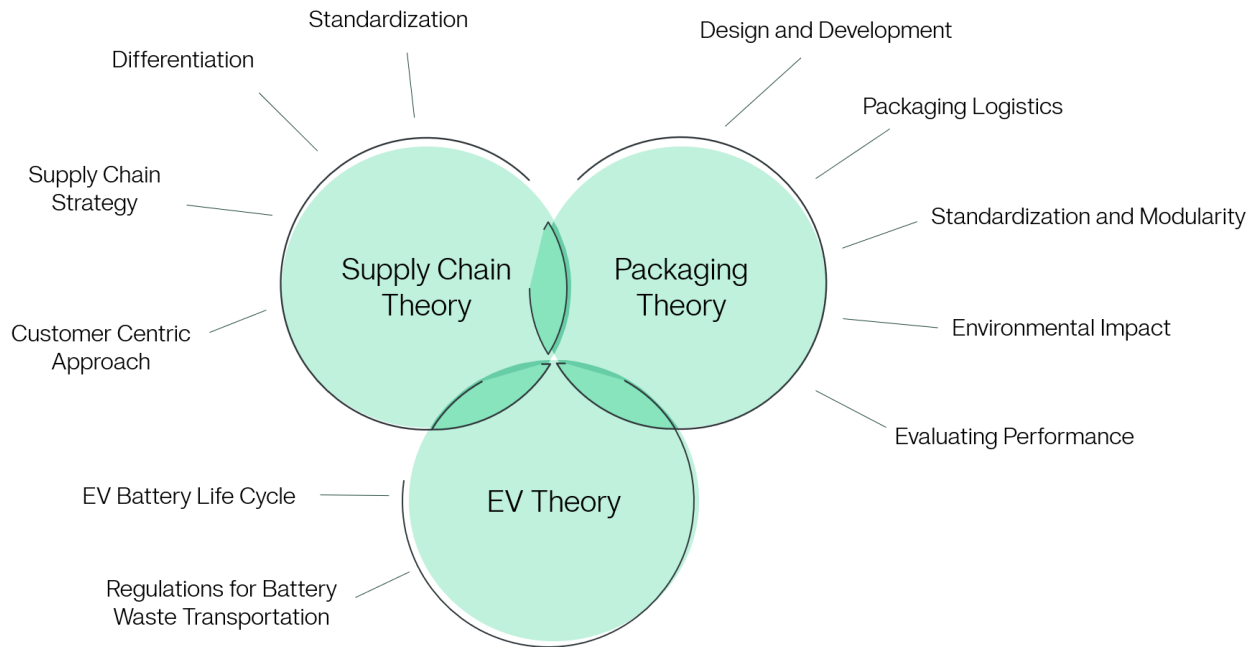 Standardization
Differentiation
Supply Chain
Strategy
Customer Centric
Approach
Supply Chain
Theory
Packaging
Theory
Design and Development
Packaging Logistics
Standardization and Modularity
Environmental Impact
Evaluating Performance
EV Theory
EV Battery Life Cycle
Regulations for Battery
Waste Transportation